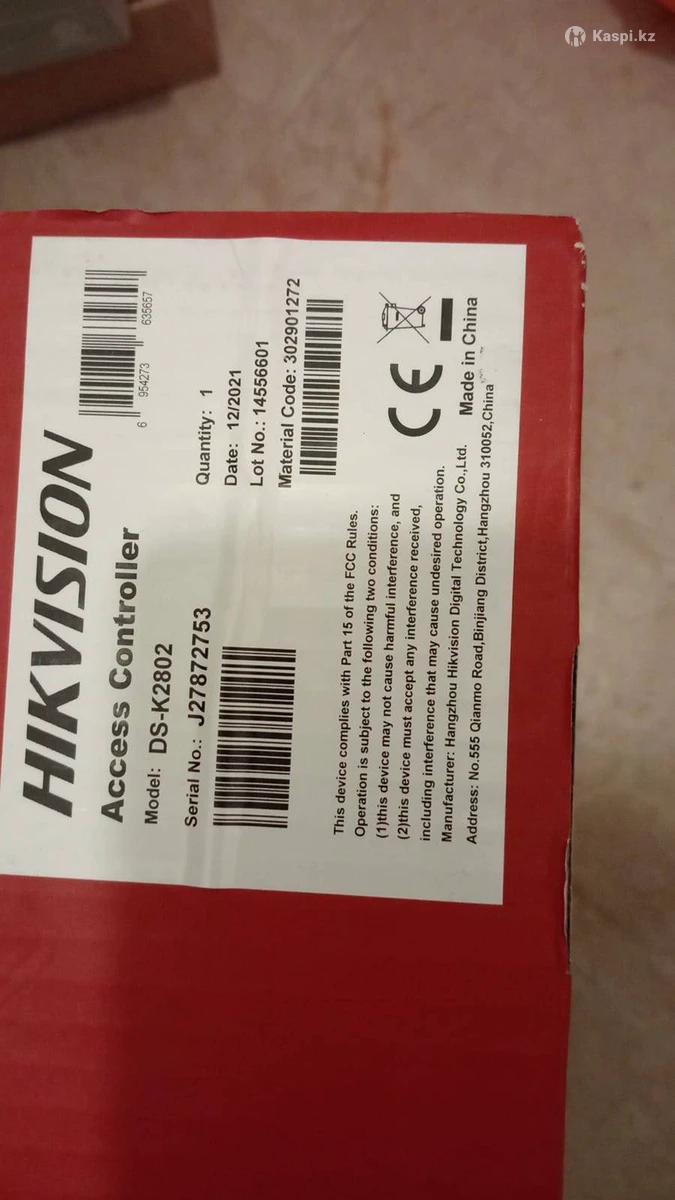 Kaspi.kz
HIKVISION
Access Controller
Model: DS-K2802
Serial No.: J27872753
6 954273 635657
Quantity: 1
Date: 12/2021
Lot No.: 14556601
Material Code: 302901272
This device complies with Part 15 of the FCC Rules.
Operation is subject to the following two conditions:
(1)this device may not cause harmful interference, and
(2)this device must accept any interference received,
including interference that may cause undesired operation.
Manufacturer: Hangzhou Hikvision Digital Technology Co.,Ltd.
Address: No.555 Qianmo Road,Binjiang District,Hangzhou 310052,China
CE
Made in China